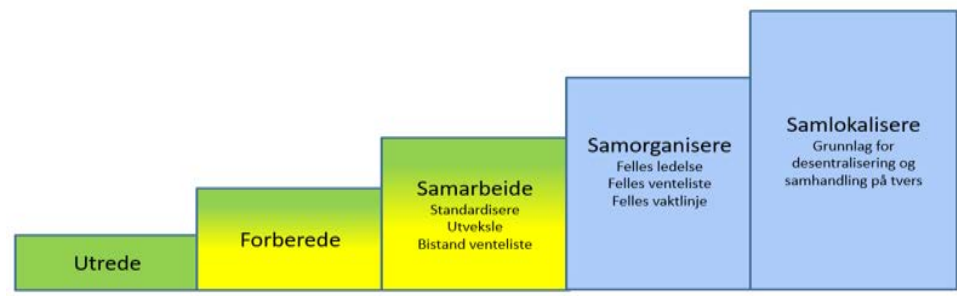 Utrede
Forberede
Samarbeide
Standardisere
Utveksle
Bistand venteliste
Samorganisere
Felles ledelse
Felles venteliste
Felles vaktlinje
Samlokalisere
Grunnlag for
desentralisering og
samhandling på tvers